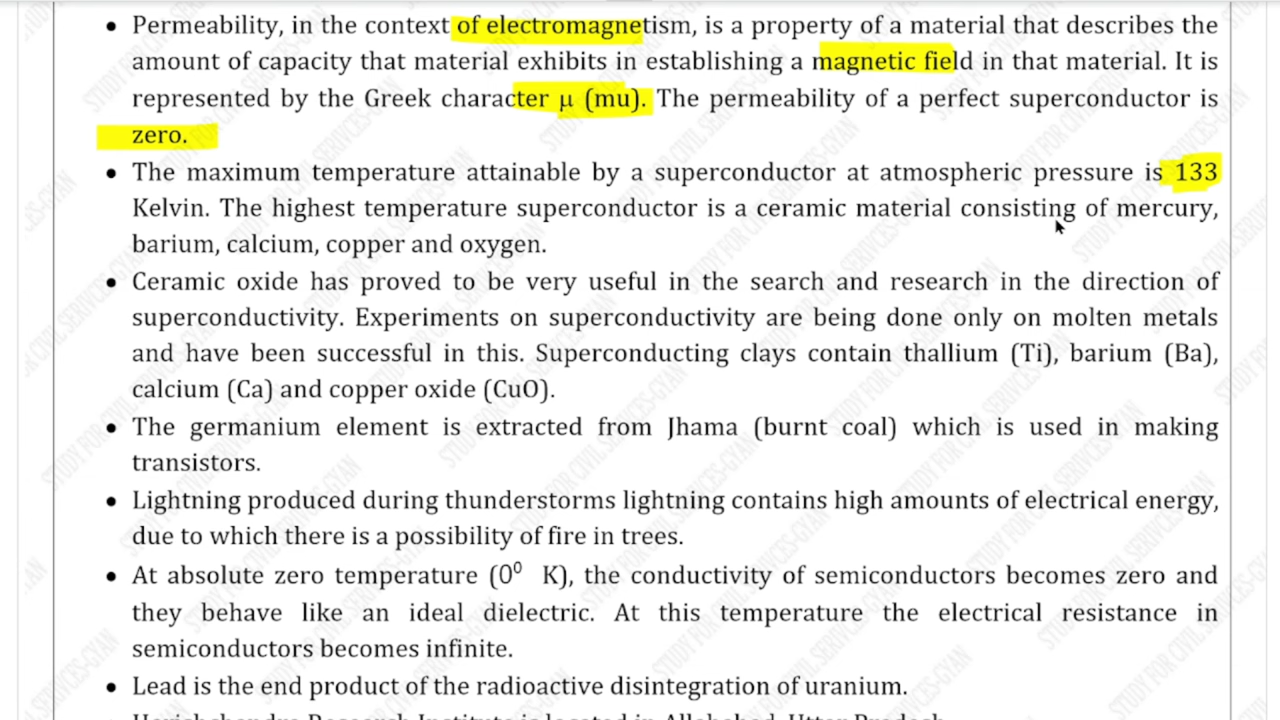 • Permeability, in the context of electromagnetism, is a property of a material that describes the
amount of capacity that material exhibits in establishing a magnetic field in that material. It is
represented by the Greek character μ (mu). The permeability of a perfect superconductor is
zero.
• The maximum temperature attainable by a superconductor at atmospheric pressure is 133
Kelvin. The highest temperature superconductor is a ceramic material consisting of mercury,
barium, calcium, copper and oxygen.
• Ceramic oxide has proved to be very useful in the search and research in the direction of
superconductivity. Experiments on superconductivity are being done only on molten metals
and have been successful in this. Superconducting clays contain thallium (Ti), barium (Ba),
calcium (Ca) and copper oxide (CuO).
• The germanium element is extracted from Jhama (burnt coal) which is used in making
transistors.
• Lightning produced during thunderstorms lightning contains high amounts of electrical energy,
due to which there is a possibility of fire in trees.
• At absolute zero temperature (0⁰ K), the conductivity of semiconductors becomes zero and
they behave like an ideal dielectric. At this temperature the electrical resistance in
semiconductors becomes infinite.
• Lead is the end product of the radioactive disintegration of uranium.